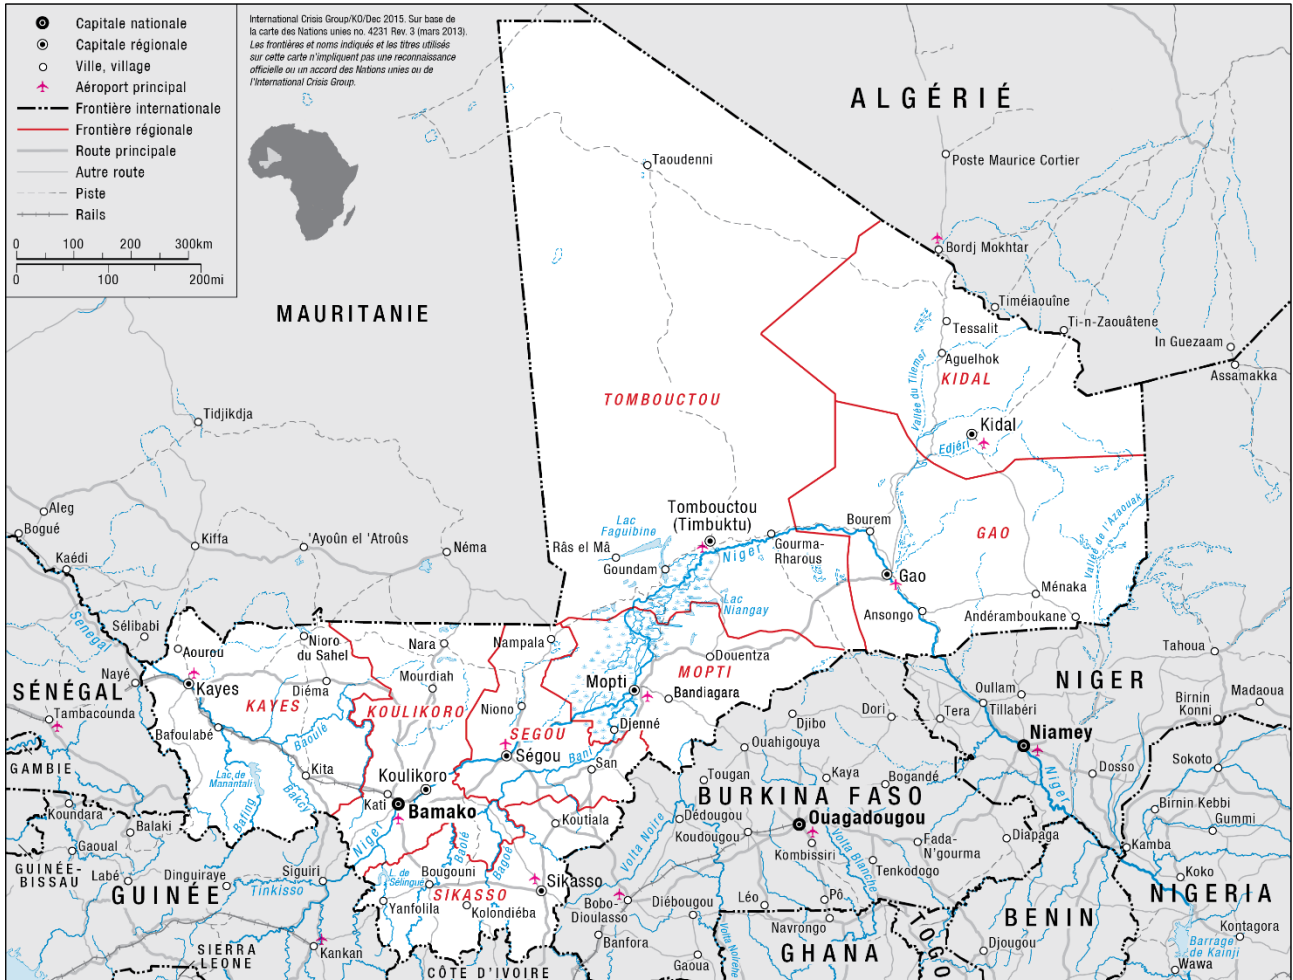 Capitale nationale
Capitale régionale
Ville, village
Aéroport principal
Frontière internationale
Frontière régionale
Route principale
Autre route
Piste
Rails
0 100 200 300km
0 100 200mi
International Crisis Group/KO/Dec 2015. Sur base de
la carte des Nations unies no. 4231 Rev. 3 (mars 2013).
Les frontières et noms indiqués et les titres utilisés
sur cette carte n'impliquent pas une reconnaissance
officielle ou un accord des Nations unies ou de
l'International Crisis Group.
ALGÉRIÉ
Taoudenni
Poste Maurice Cortier
Bordj Mokhtar
MAURITANIE
Timéiaouîne
Tessalit
Ti-n-Zaouâtene
In Guezaam
Aguelhok
Assamakka
KIDAL
Vallée du Tilemsi
TOMBOUCTOU
Tidjikdja
Kidal
Edjéri
Aleg
Bogué
Tombouctou
(Timbuktu)
Lac
Faguibine
Bourem
GAO
Vallée de l'Azaouak
Kiffa
'Ayoûn el 'Atroûs
Néma
Râs el Mâ
Niger
Gourma-
Rharous
Kaédi
Goundam
Gao
Ménaka
Lac
Niangay
Ansongo
Andéramboukane
Sénégal
Sélibabi
Nioro
du Sahel
Nara
Nampala
Aourou
Tahoua
Douentza
MOPTI
Nayé
Kayes
Diéma
Mourdiah
Mopti
Bandiagara
NIGER
SÉNÉGAL
KAYES
KOULIKORO
Niono
Oullam
Birnin
Konni
Madaoua
Tambacounda
Bafoulabé
Baoulé
SEGOU
Djenné
Djibo
Dori
Tera
Tillabéri
Ségou
Bani
Ouahigouya
Niamey
GAMBIE
Lac de
Manantali
Kita
Koulikoro
San
Tougan
Kaya
Bogandé
Dosso
Sokoto
Bafing
Bakoï
Kati
Bamako
BURKINA FASO
Niger
Koundara
Koutiala
Dédougou
Ouagadougou
Birnin Kebbi
Gummi
Balaki
Gaoual
Niger
Baoulé
Bagoé
Volta Noire
Koudougou
Kombissiri
Volta Blanche
Fada-
N'gourma
Diapaga
Kamba
GUINÉE-
BISSAU
Labé
Dinguiraye
Siguiri
L. de
Sélingué
Bougouni
Sikasso
Tenkodogo
Koko
GUINÉE
Tinkisso
SIKASSO
Yanfolila
Kolondiéba
Bobo-
Dioulasso
Diébougou
Léo
Pô
NIGERIA
BENIN
Navrongo
TOGO
Kontagora
SIERRA
LEONE
Kankan
Banfora
Volta Noire
GHANA
Djougou
Barrage
de Kainji
CÔTE D'IVOIRE
Gaoua
Wawa